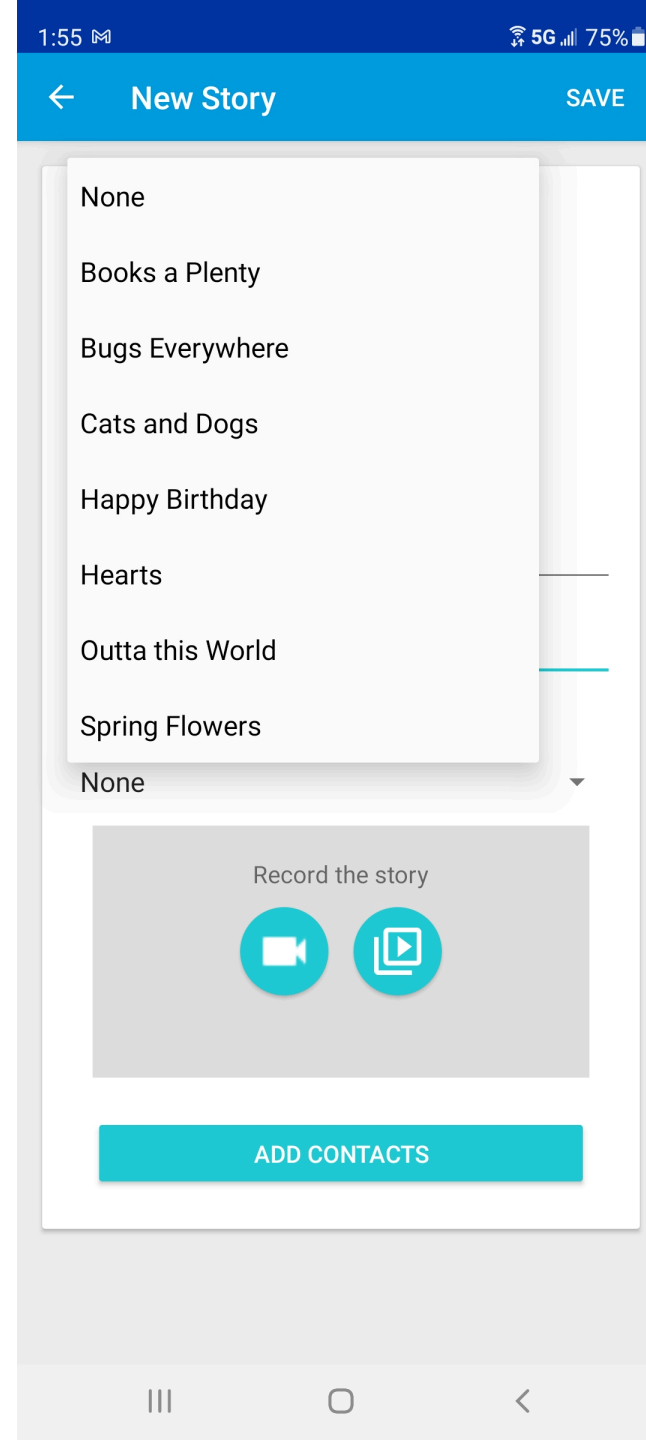 1:55 5G 75%
New Story SAVE
None
Books a Plenty
Bugs Everywhere
Cats and Dogs
Happy Birthday
Hearts
Outta this World
Spring Flowers
None
Record the story
ADD CONTACTS